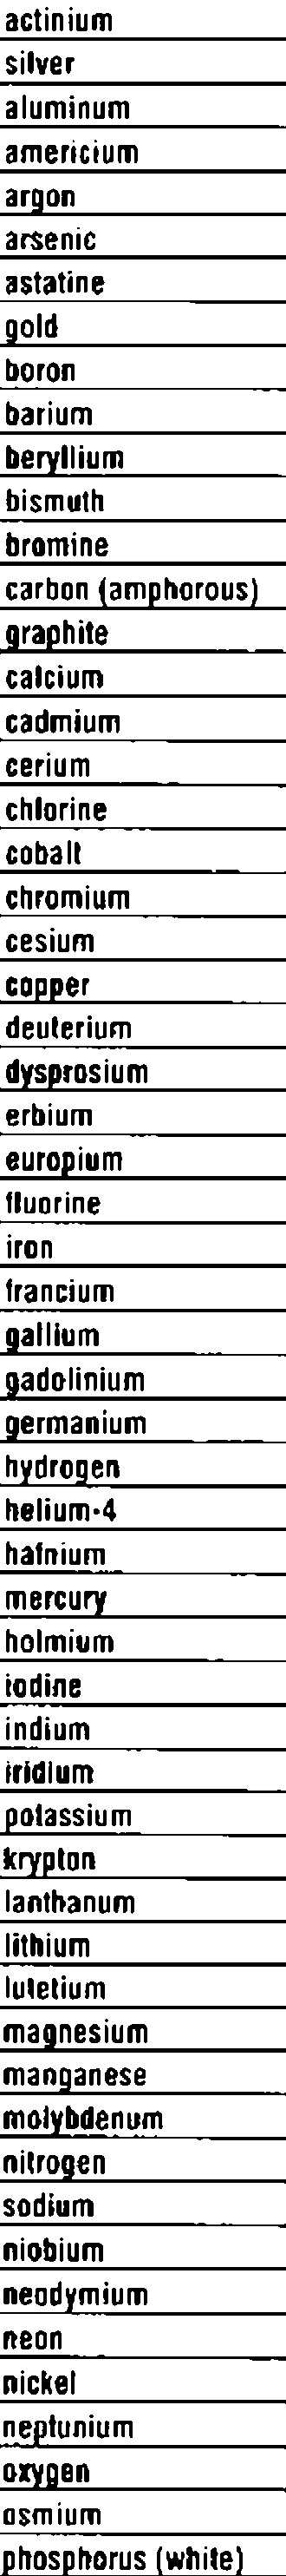 actinium
silver
aluminum
americium
argon
arsenic
astatine
gold
boron
barium
beryllium
bismuth
bromine
carbon (amphorous)
graphite
calcium
cadmium
cerium
chlorine
cobalt
chromium
cesium
copper
deuterium
dysprosium
erbium
europium
fluorine
iron
francium
gallium
gadolinium
germanium
hydrogen
helium-4
hafnium
mercury
holmium
iodine
indium
iridium
potassium
krypton
lanthanum
lithium
lutetium
magnesium
manganese
molybdenum
nitrogen
sodium
niobium
neodymium
neon
nickel
neptunium
oxygen
osmium
phosphorus (white)